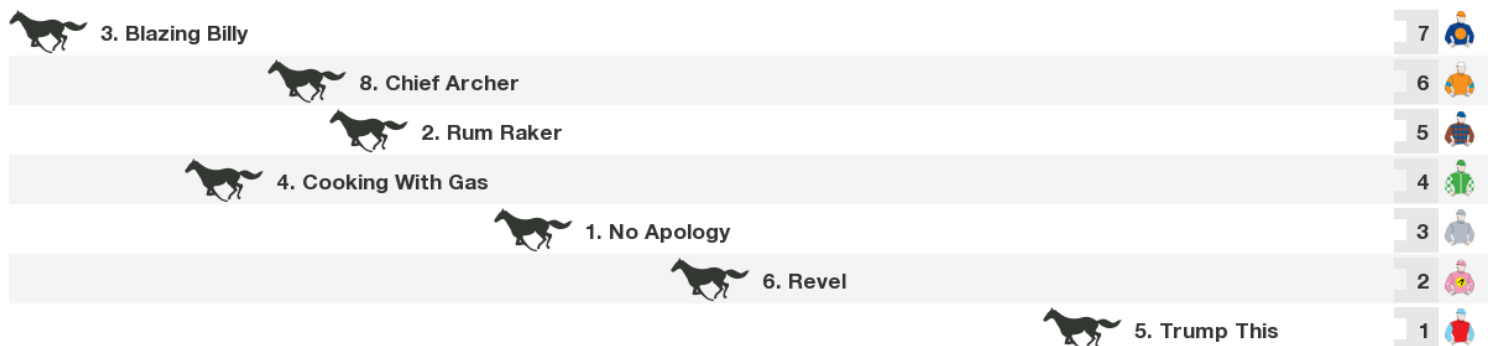 3. Blazing Billy 7
8. Chief Archer 6
2. Rum Raker 5
4. Cooking With Gas 4
1. No Apology 3
6. Revel 2
5. Trump This 1